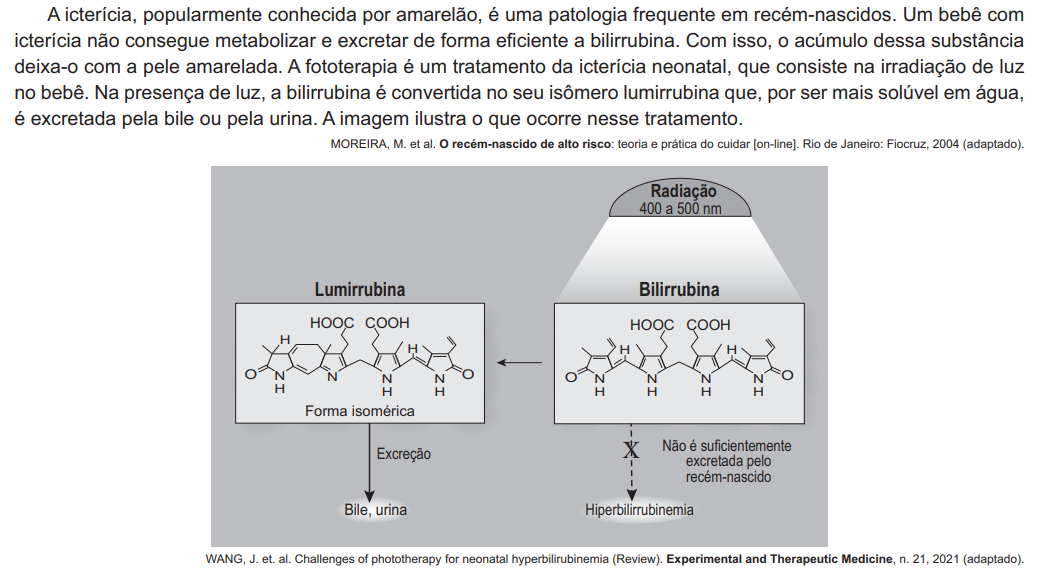 A icterícia, popularmente conhecida por amarelão, é uma patologia frequente em recém-nascidos. Um bebê com
icterícia não consegue metabolizar e excretar de forma eficiente a bilirrubina. Com isso, o acúmulo dessa substância
deixa-o com a pele amarelada. A fototerapia é um tratamento da icterícia neonatal, que consiste na irradiação de luz
no bebê. Na presença de luz, a bilirrubina é convertida no seu isômero lumirrubina que, por ser mais solúvel em água,
é excretada pela bile ou pela urina. A imagem ilustra o que ocorre nesse tratamento.
MOREIRA, M. et al. O recém-nascido de alto risco: teoria e prática do cuidar [on-line]. Rio de Janeiro: Fiocruz, 2004 (adaptado).
Radiação
400 a 500 nm
Lumirrubina
HOOC COOH
H
H
O
N
H
N
N
H
N
H
O
Forma isomérica
Excreção
Bile, urina
Bilirrubina
HOOC COOH
H
H
O
N
H
N
H
N
H
N
H
O
X
Não é suficientemente
excretada pelo
recém-nascido
Hiperbilirrubinemia
WANG, J. et. al. Challenges of phototherapy for neonatal hyperbilirubinemia (Review). Experimental and Therapeutic Medicine, n. 21, 2021 (adaptado).